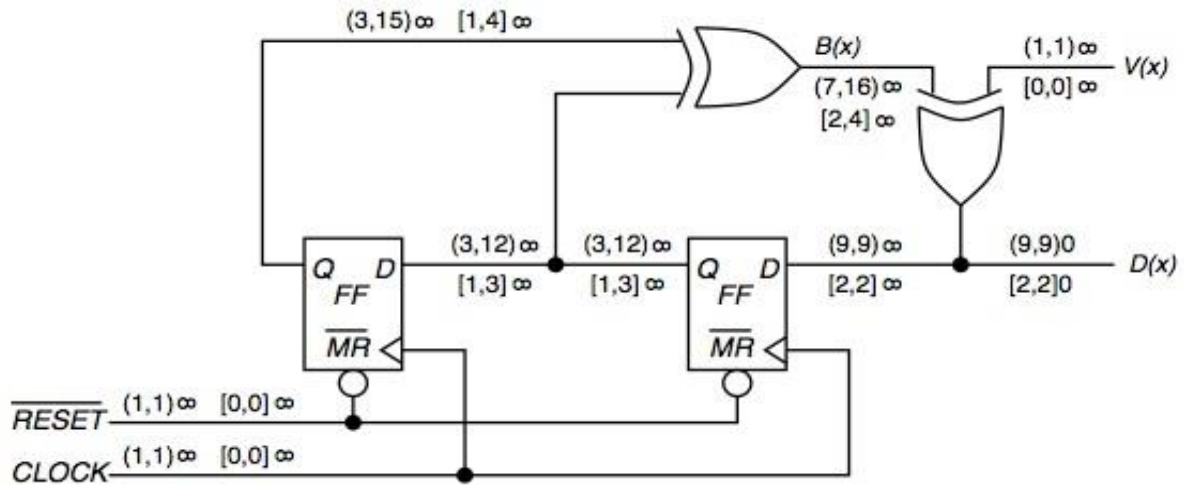 (3,15)∞ [1,4]∞
B(x)
(1,1)∞
V(x)
(7,16)∞
[0,0]∞
[2,4]∞
(3,12)∞
(3,12)∞
(9,9)∞
(9,9)0
Q D
Q D
D(x)
[1,3]∞
[1,3]∞
[2,2]∞
[2,2]0
FF
FF
MR
MR
RESET (1,1)∞ [0,0]∞
CLOCK (1,1)∞ [0,0]∞